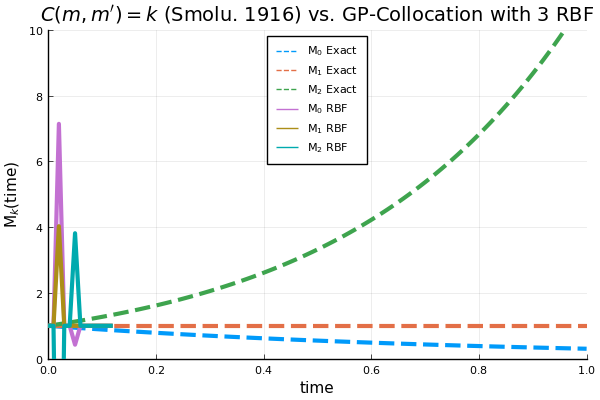 C(m, m′) = k (Smolu. 1916) vs. GP-Collocation with 3 RBF
M₀ Exact
M₁ Exact
M₂ Exact
M₀ RBF
M₁ RBF
M₂ RBF
Mₖ(time)
10
8
6
4
2
0
0.0 0.2 0.4 0.6 0.8 1.0
time